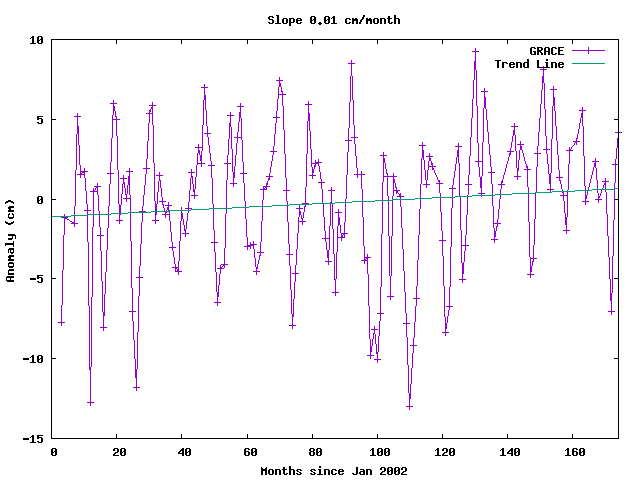 Slope 0.01 cm/month
10
5
0
-5
-10
-15
Anomaly (cm)
GRACE
Trend Line
0 20 40 60 80 100 120 140 160
Months since Jan 2002